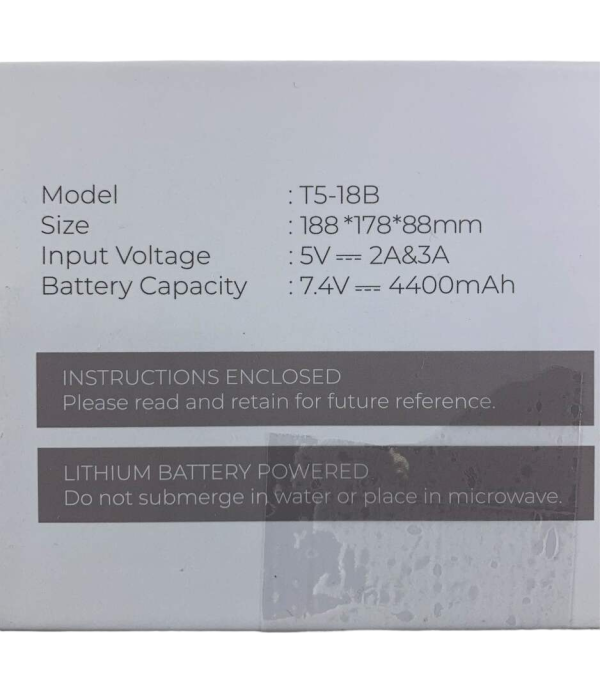 Model : T5-18B
Size : 188*178*88mm
Input Voltage : 5V ⎓ 2A&3A
Battery Capacity : 7.4V ⎓ 4400mAh
INSTRUCTIONS ENCLOSED
Please read and retain for future reference.
LITHIUM BATTERY POWERED
Do not submerge in water or place in microwave.